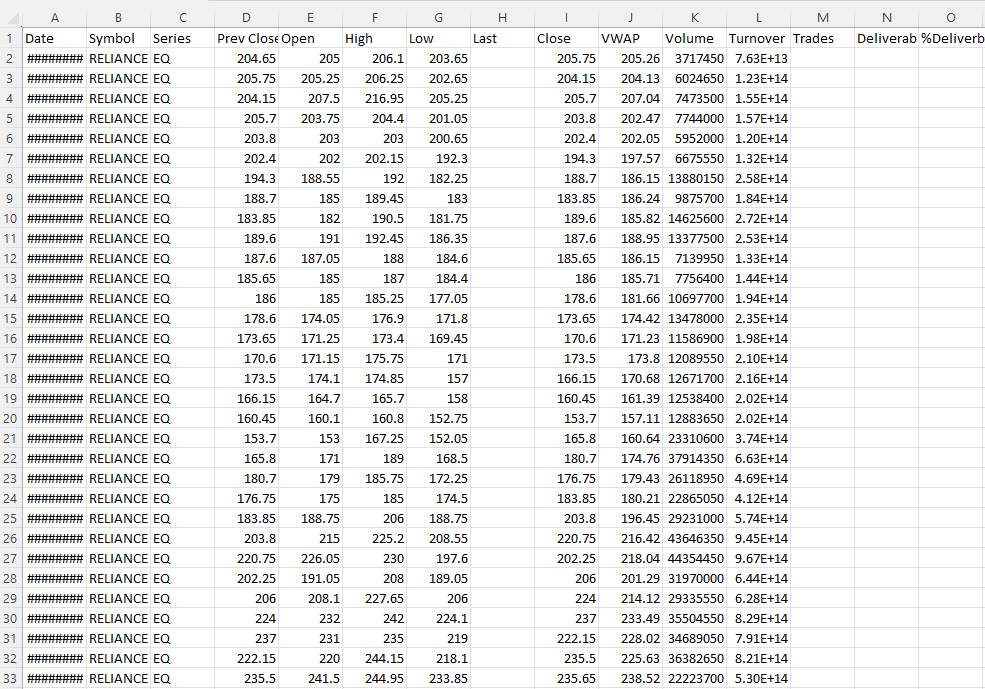 A B C D E F G H I J K L M N O
1 Date Symbol Series Prev Close Open High Low Last Close VWAP Volume Turnover Trades Deliverab %Deliverb
2 ######## RELIANCE EQ 204.65 205 206.1 203.65 205.75 205.26 3717450 7.63E+13
3 ######## RELIANCE EQ 205.75 205.25 206.25 202.65 204.15 204.13 6024650 1.23E+14
4 ######## RELIANCE EQ 204.15 207.5 216.95 205.25 205.7 207.04 7473500 1.55E+14
5 ######## RELIANCE EQ 205.7 203.75 204.4 201.05 203.8 202.47 7744000 1.57E+14
6 ######## RELIANCE EQ 203.8 203 203 200.65 202.4 202.05 5952000 1.20E+14
7 ######## RELIANCE EQ 202.4 202 202.15 192.3 194.3 197.57 6675550 1.32E+14
8 ######## RELIANCE EQ 194.3 188.55 192 182.25 188.7 186.15 13880150 2.58E+14
9 ######## RELIANCE EQ 188.7 185 189.45 183 183.85 186.24 9875700 1.84E+14
10 ######## RELIANCE EQ 183.85 182 190.5 181.75 189.6 185.82 14625600 2.72E+14
11 ######## RELIANCE EQ 189.6 191 192.45 186.35 187.6 188.95 13377500 2.53E+14
12 ######## RELIANCE EQ 187.6 187.05 188 184.6 185.65 186.15 7139950 1.33E+14
13 ######## RELIANCE EQ 185.65 185 187 184.4 186 185.71 7756400 1.44E+14
14 ######## RELIANCE EQ 186 185 185.25 177.05 178.6 181.66 10697700 1.94E+14
15 ######## RELIANCE EQ 178.6 174.05 176.9 171.8 173.65 174.42 13478000 2.35E+14
16 ######## RELIANCE EQ 173.65 171.25 173.4 169.45 170.6 171.23 11586900 1.98E+14
17 ######## RELIANCE EQ 170.6 171.15 175.75 171 173.5 173.8 12089550 2.10E+14
18 ######## RELIANCE EQ 173.5 174.1 174.85 157 166.15 170.68 12671700 2.16E+14
19 ######## RELIANCE EQ 166.15 164.7 165.7 158 160.45 161.39 12538400 2.02E+14
20 ######## RELIANCE EQ 160.45 160.1 160.8 152.75 153.7 157.11 12883650 2.02E+14
21 ######## RELIANCE EQ 153.7 153 167.25 152.05 165.8 160.64 23310600 3.74E+14
22 ######## RELIANCE EQ 165.8 171 189 168.5 180.7 174.76 37914350 6.63E+14
23 ######## RELIANCE EQ 180.7 179 185.75 172.25 176.75 179.43 26118950 4.69E+14
24 ######## RELIANCE EQ 176.75 175 185 174.5 183.85 180.21 22865050 4.12E+14
25 ######## RELIANCE EQ 183.85 188.75 206 188.75 203.8 196.45 29231000 5.74E+14
26 ######## RELIANCE EQ 203.8 215 225.2 208.55 220.75 216.42 43646350 9.45E+14
27 ######## RELIANCE EQ 220.75 226.05 230 197.6 202.25 218.04 44354450 9.67E+14
28 ######## RELIANCE EQ 202.25 191.05 208 189.05 206 201.29 31970000 6.44E+14
29 ######## RELIANCE EQ 206 208.1 227.65 206 224 214.12 29335550 6.28E+14
30 ######## RELIANCE EQ 224 232 242 224.1 237 233.49 35504550 8.29E+14
31 ######## RELIANCE EQ 237 231 235 219 222.15 228.02 34689050 7.91E+14
32 ######## RELIANCE EQ 222.15 220 244.15 218.1 235.5 225.63 36382650 8.21E+14
33 ######## RELIANCE EQ 235.5 241.5 244.95 233.85 235.65 238.52 22223700 5.30E+14